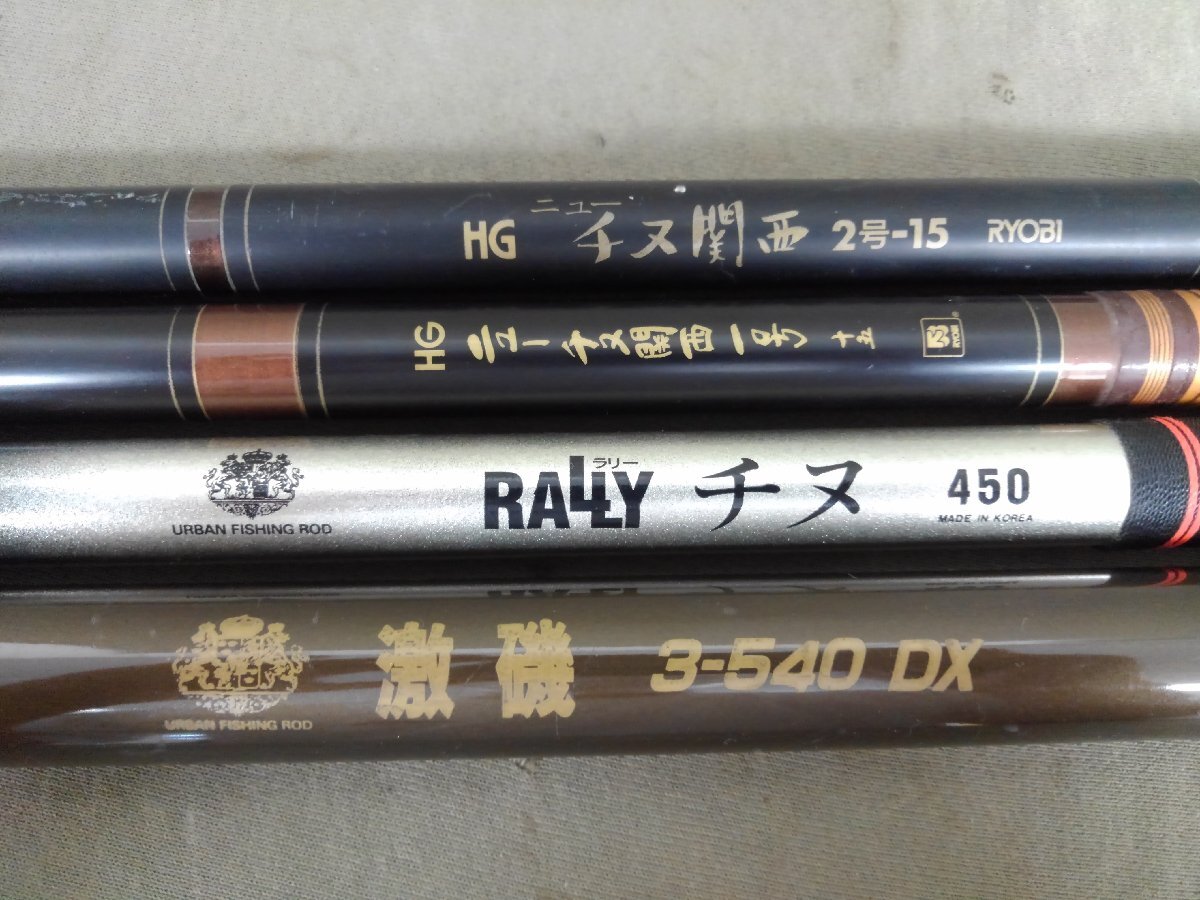 HG ニュー チヌ関西 2号-15 RYOBI
HG ニューチヌ関西一号 十五
RYOBI
URBAN FISHING ROD
ラリー
RALLY チヌ 450
MADE IN KOREA
激磯 3-540 DX
URBAN FISHING ROD